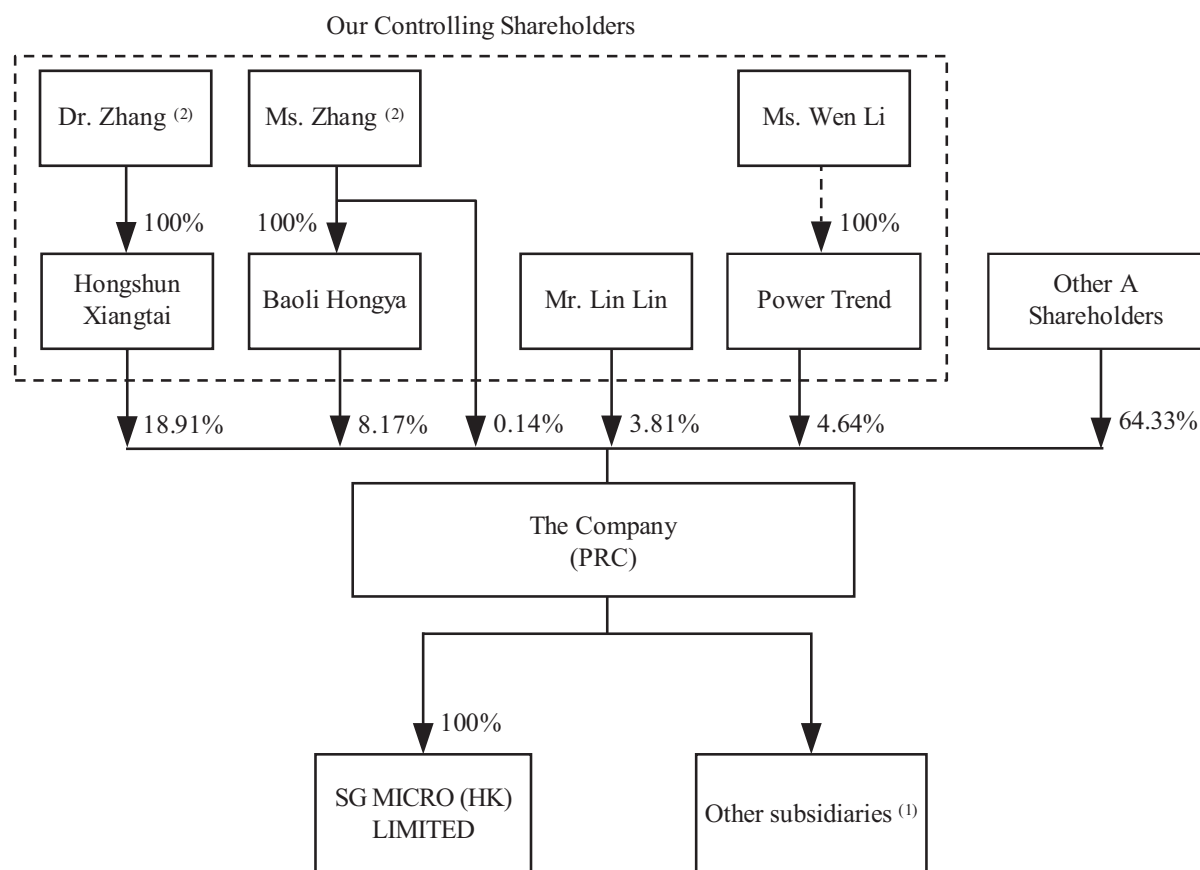 Our Controlling Shareholders
Dr. Zhang (2)
Ms. Zhang (2)
Ms. Wen Li
100%
100%
100%
Hongshun
Xiangtai
Baoli Hongya
Mr. Lin Lin
Power Trend
Other A
Shareholders
18.91%
8.17%
0.14%
3.81%
4.64%
64.33%
The Company
(PRC)
100%
SG MICRO (HK)
LIMITED
Other subsidiaries (1)